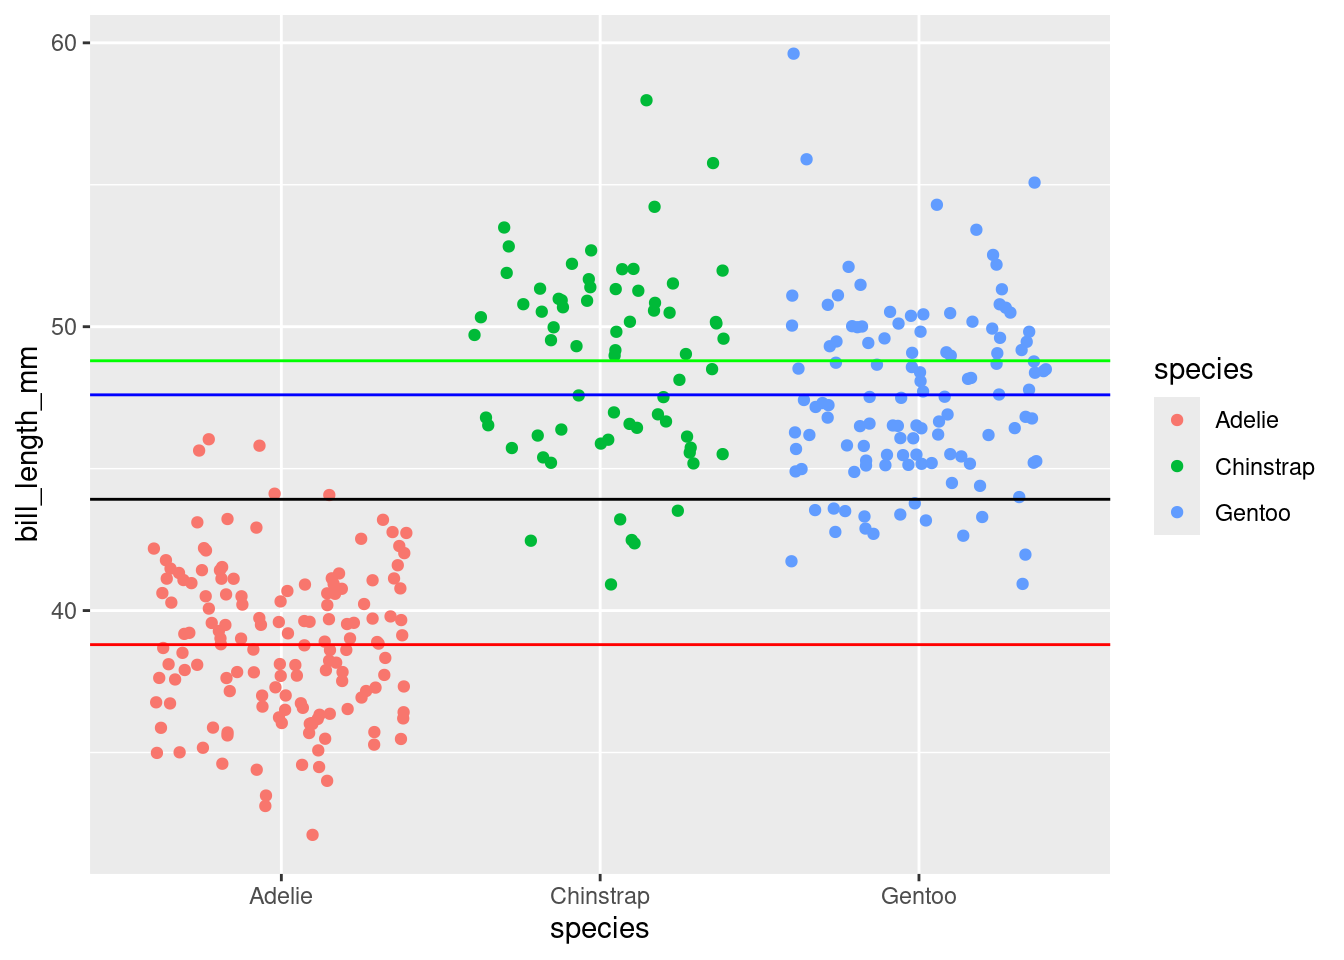 60
50
40
bill_length_mm
Adelie
Chinstrap
Gentoo
species
species
Adelie
Chinstrap
Gentoo